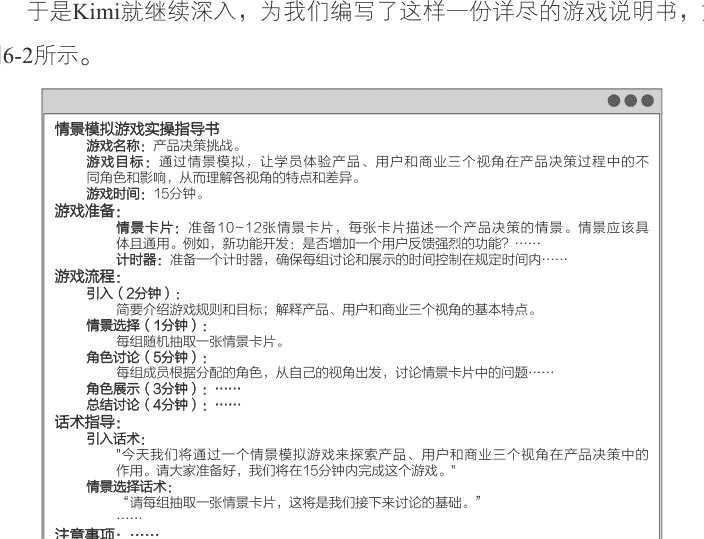 于是Kimi就继续深入，为我们编写了这样一份详尽的游戏说明书，
6-2所示。
情景模拟游戏实操指导书
游戏名称：产品决策挑战。
游戏目标：通过情景模拟，让学员体验产品、用户和商业三个视角在产品决策过程中的不
同角色和影响，从而理解各视角的特点和差异。
游戏时间：15分钟。
游戏准备：
情景卡片：准备10~12张情景卡片，每张卡片描述一个产品决策的情景。情景应该具
体且通用。例如，新功能开发：是否增加一个用户反馈强烈的功能？……
计时器：准备一个计时器，确保每组讨论和展示的时间控制在规定时间内……
游戏流程：
引入（2分钟）：
简要介绍游戏规则和目标；解释产品、用户和商业三个视角的基本特点。
情景选择（1分钟）：
每组随机抽取一张情景卡片。
角色讨论（5分钟）：
每组成员根据分配的角色，从自己的视角出发，讨论情景卡片中的问题……
角色展示（3分钟）：……
总结讨论（4分钟）：……
话术指导：
引入话术：
"今天我们将通过一个情景模拟游戏来探索产品、用户和商业三个视角在产品决策中的
作用。请大家准备好，我们将在15分钟内完成这个游戏。"
情景选择话术：
“请每组抽取一张情景卡片，这将是我们接下来讨论的基础。”
……
注意事项：……